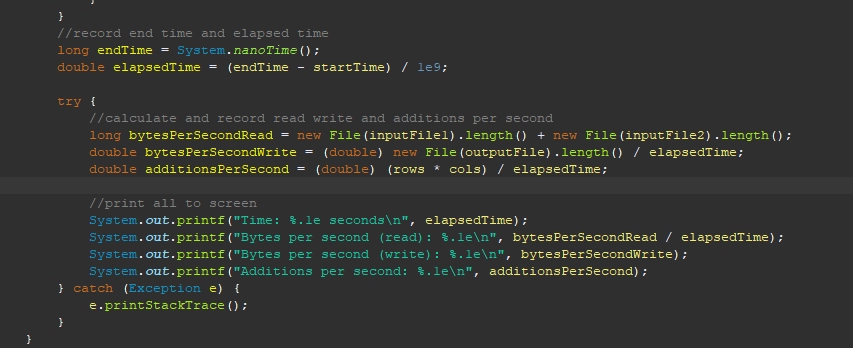 }
//record end time and elapsed time
long endTime = System.nanoTime();
double elapsedTime = (endTime - startTime) / 1e9;
try {
//calculate and record read write and additions per second
long bytesPerSecondRead = new File(inputFile1).length() + new File(inputFile2).length();
double bytesPerSecondWrite = (double) new File(outputFile).length() / elapsedTime;
double additionsPerSecond = (double) (rows * cols) / elapsedTime;
//print all to screen
System.out.printf("Time: %.1e seconds\n", elapsedTime);
System.out.printf("Bytes per second (read): %.1e\n", bytesPerSecondRead / elapsedTime);
System.out.printf("Bytes per second (write): %.1e\n", bytesPerSecondWrite);
System.out.printf("Additions per second: %.1e\n", additionsPerSecond);
} catch (Exception e) {
e.printStackTrace();
}
}